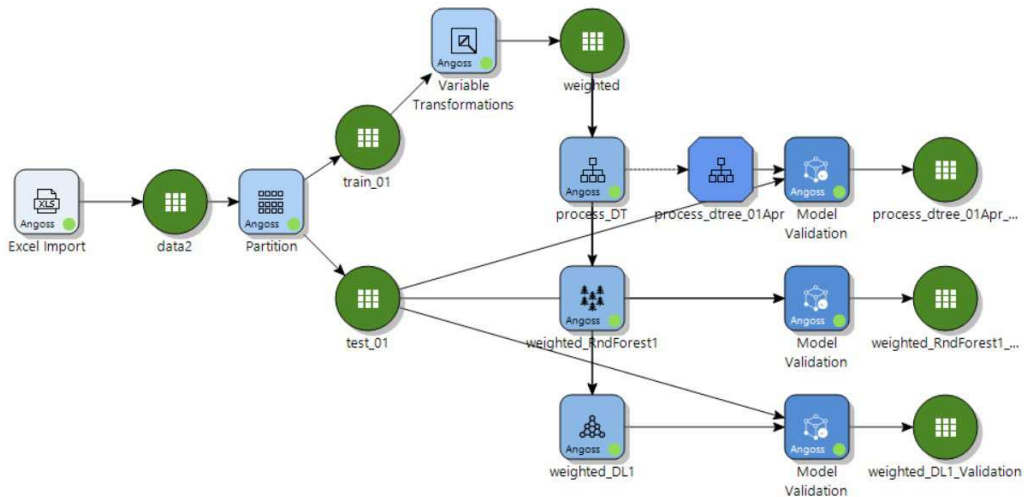 Angoss
Variable
Transformations
weighted
train_01
XLS
Angoss
Excel Import
data2
Angoss
Partition
Angoss
process_DT
process_dtree_01Apr
Angoss
Model
Validation
process_dtree_01Apr_...
test_01
Angoss
weighted_RndForest1
Angoss
Model
Validation
weighted_RndForest1_...
Angoss
weighted_DL1
Angoss
Model
Validation
weighted_DL1_Validation